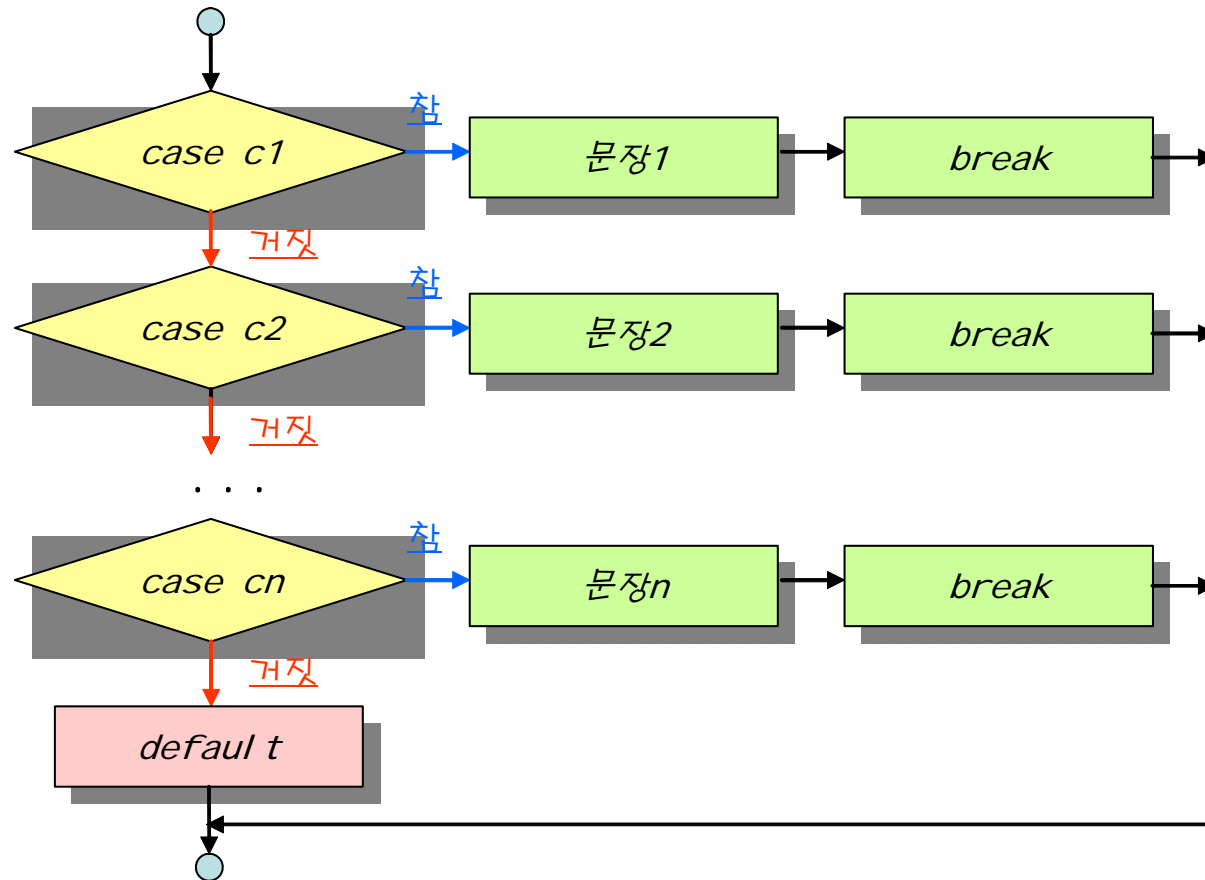 참
case c1
문장1
break
거짓
참
case c2
문장2
break
거짓
. . .
참
case cn
문장n
break
거짓
default